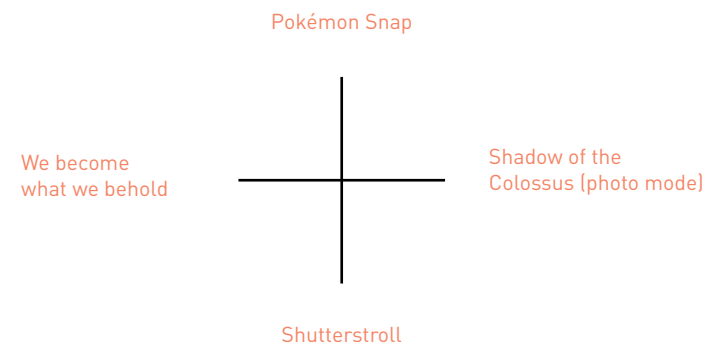 Pokémon Snap
We become
what we behold
Shadow of the
Colossus (photo mode)
Shutterstroll